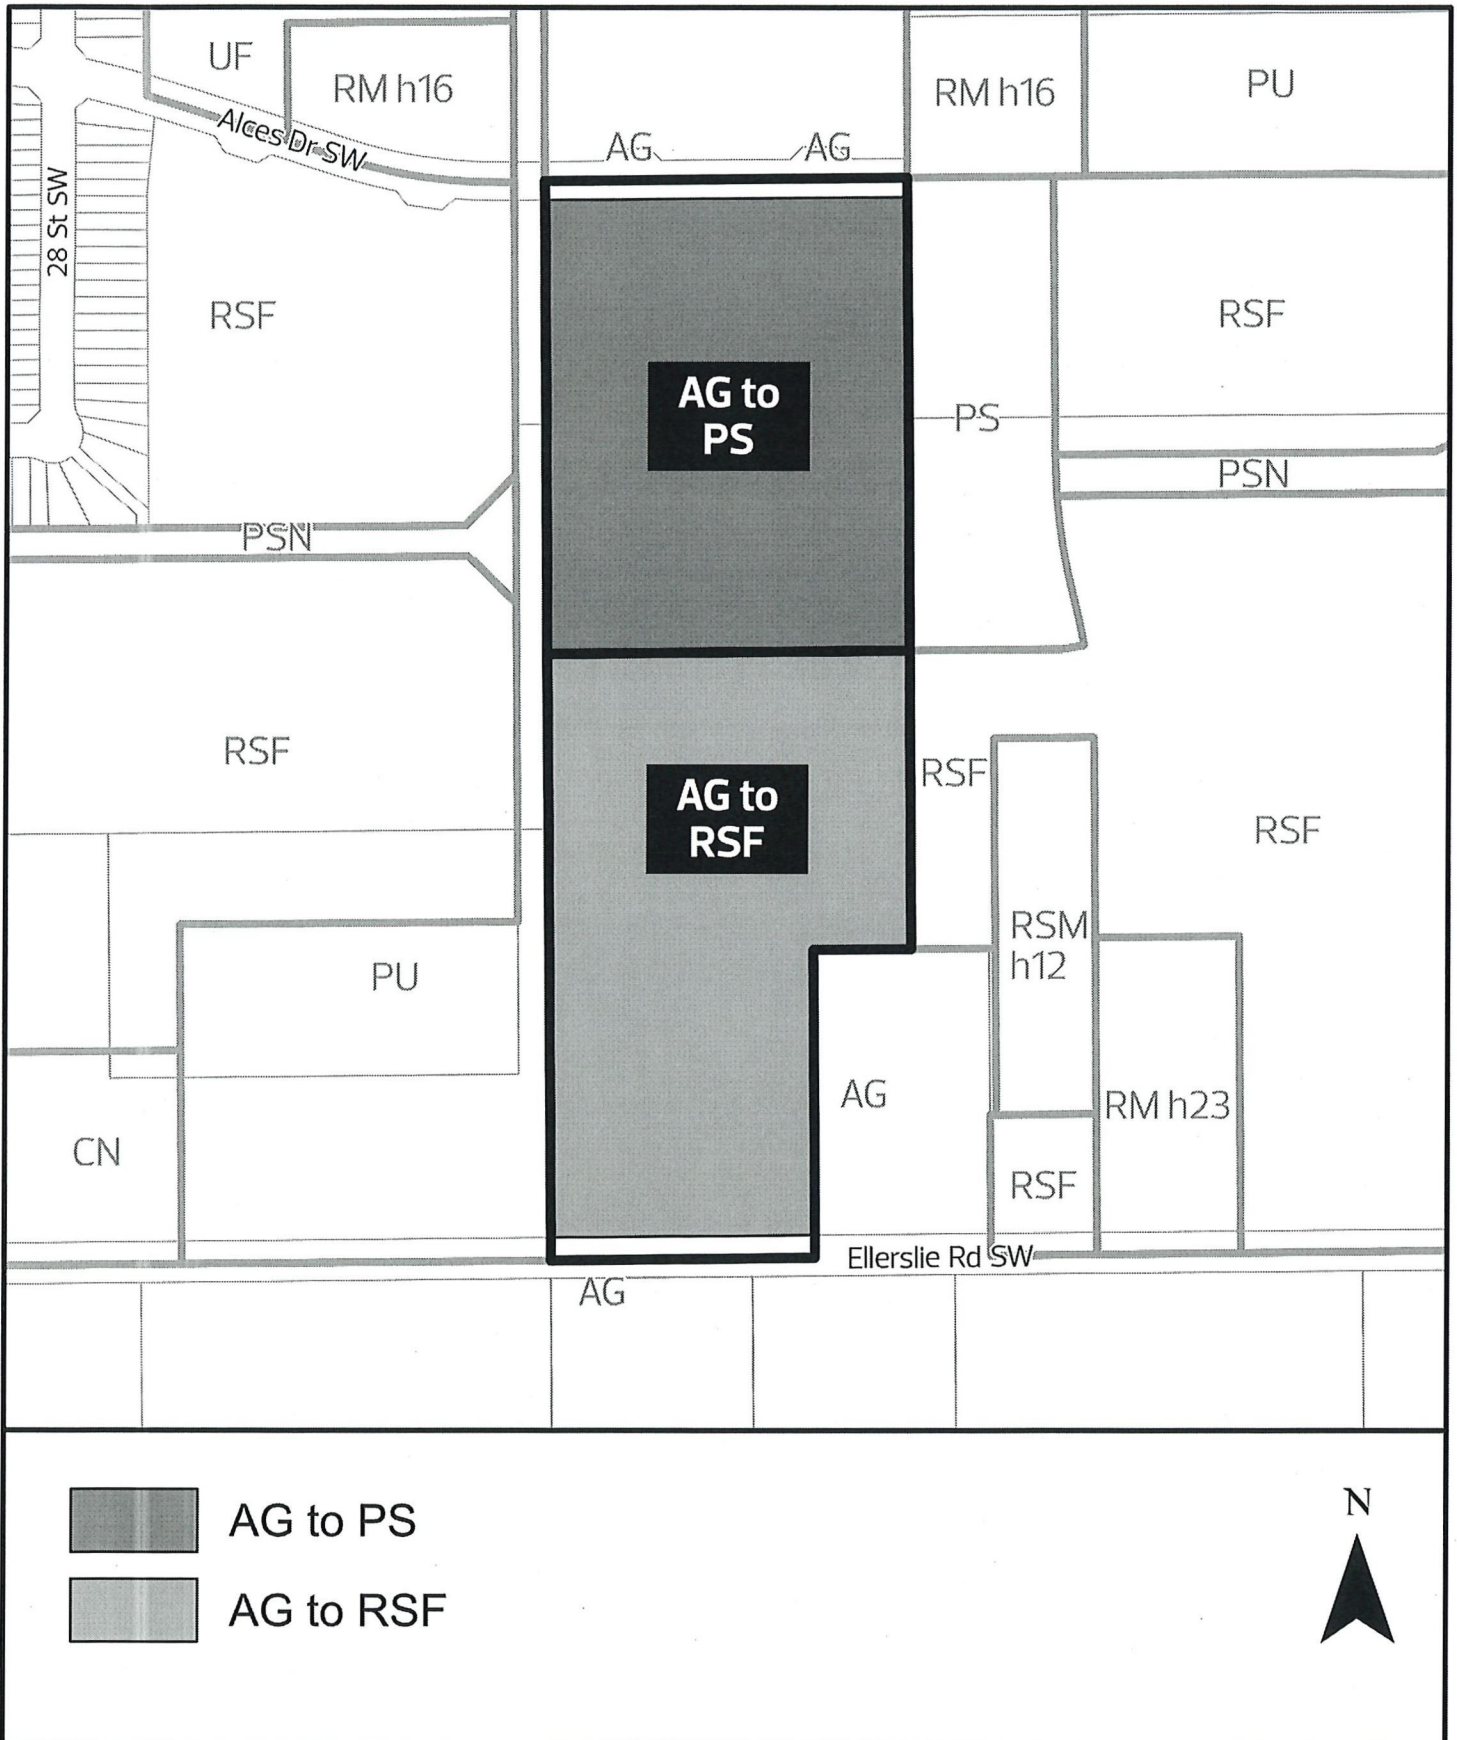 UF
RM h16
RM h16
PU
Alces Dr SW
AG
AG
28 St SW
RSF
RSF
AG to
PS
PS
PSN
PSN
RSF
AG to
RSF
RSF
RSF
RSM
h12
PU
AG
RM h23
CN
RSF
Ellerslie Rd SW
AG
AG to PS
AG to RSF
N